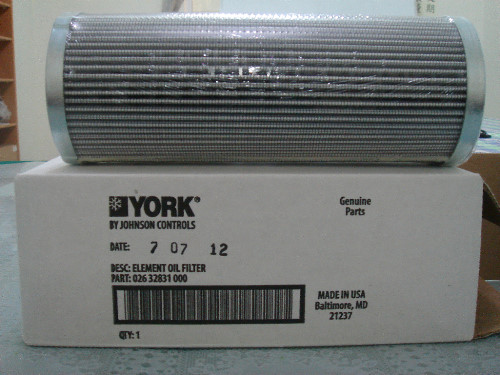 YORK®
BY JOHNSON CONTROLS
Genuine
Parts
DATE: 7 07 12
DESC: ELEMENT OIL FILTER
PART: 026 32831 000
MADE IN USA
Baltimore, MD
21237
QTY: 1